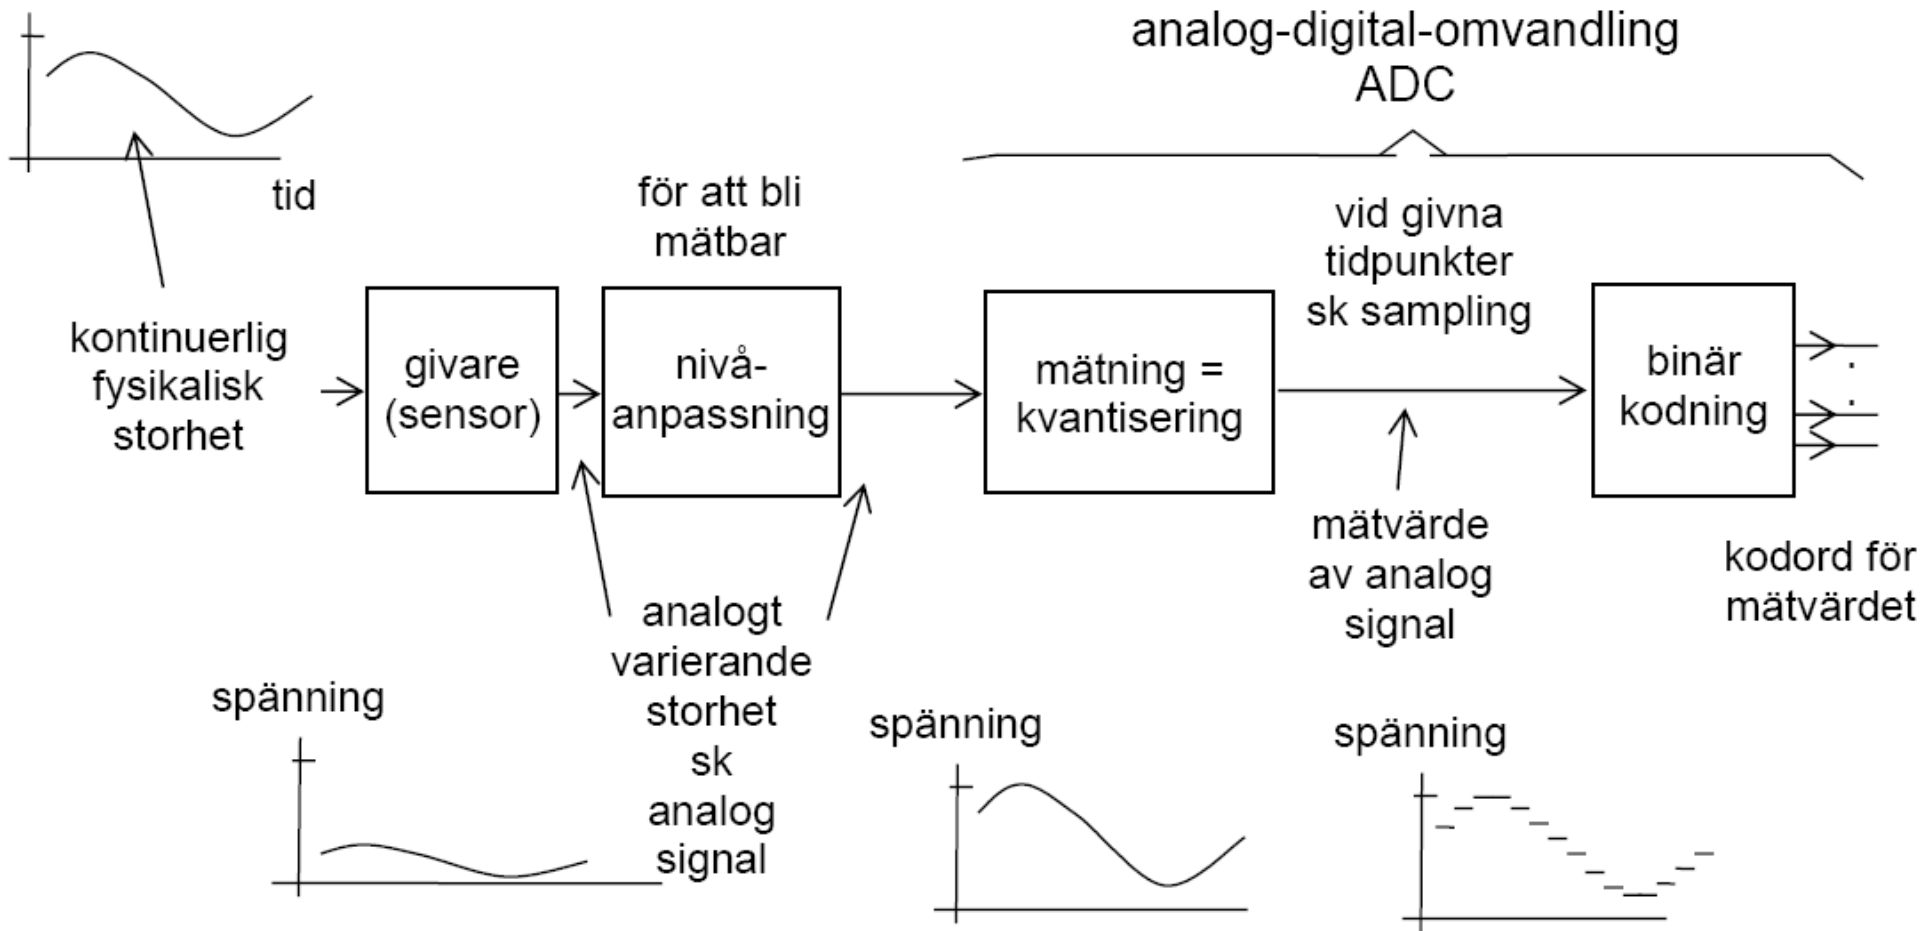 analog-digital-omvandling
ADC
tid
för att bli
mätbar
vid givna
tidpunkter
sk sampling
kontinuerlig
fysikalisk
storhet
givare
(sensor)
nivå-
anpassning
mätning =
kvantisering
binär
kodning
mätvärde
av analog
signal
kodord för
mätvärdet
analogt
varierande
storhet
sk
analog
signal
spänning
spänning
spänning